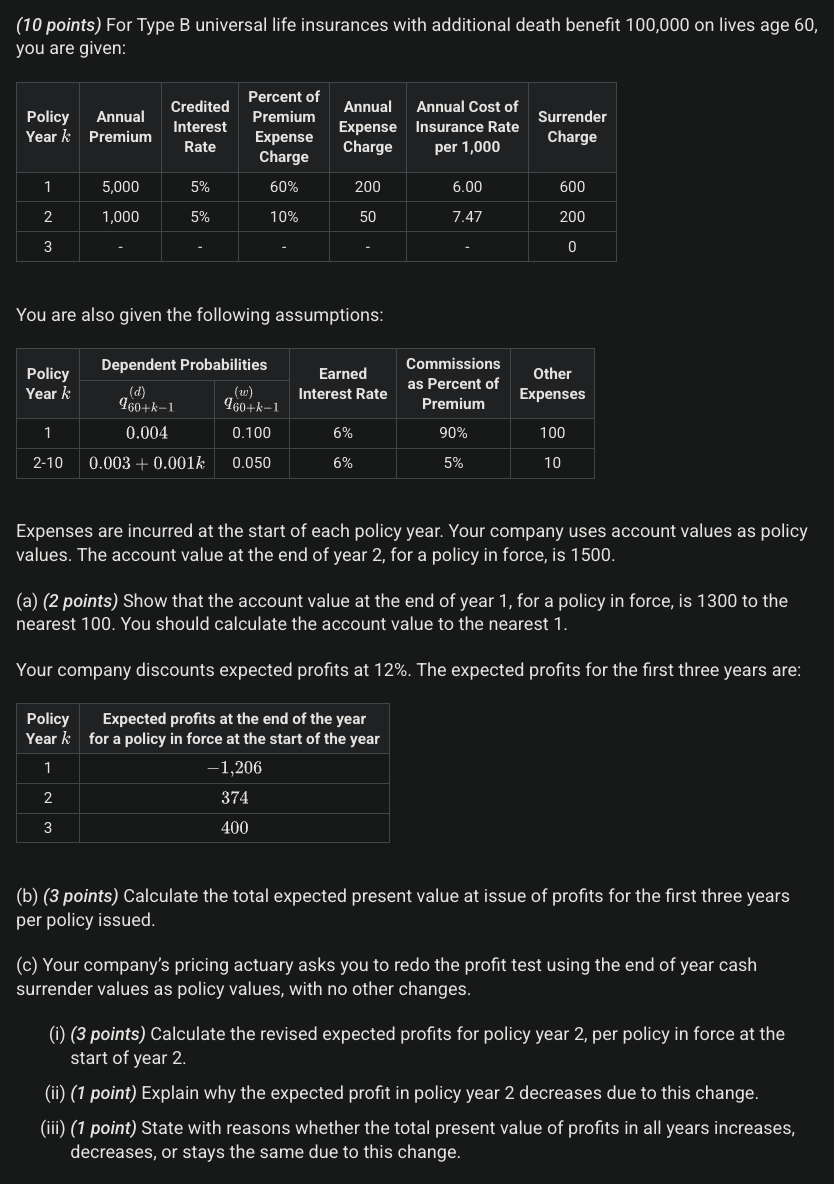 (10 points) For Type B universal life insurances with additional death benefit 100,000 on lives age 60,
you are given:
Policy Year k | Annual Premium | Credited Interest Rate | Percent of Premium Expense Charge | Annual Expense Charge | Annual Cost of Insurance Rate per 1,000 | Surrender Charge
1 | 5,000 | 5% | 60% | 200 | 6.00 | 600
2 | 1,000 | 5% | 10% | 50 | 7.47 | 200
3 | - | - | - | - | - | 0
You are also given the following assumptions:
Policy Year k | Dependent Probabilities | Earned Interest Rate | Commissions as Percent of Premium | Other Expenses
q^{(d)}_{60+k−1} | q^{(w)}_{60+k−1}
1 | 0.004 | 0.100 | 6% | 90% | 100
2-10 | 0.003 + 0.001k | 0.050 | 6% | 5% | 10
Expenses are incurred at the start of each policy year. Your company uses account values as policy
values. The account value at the end of year 2, for a policy in force, is 1500.
(a) (2 points) Show that the account value at the end of year 1, for a policy in force, is 1300 to the
nearest 100. You should calculate the account value to the nearest 1.
Your company discounts expected profits at 12%. The expected profits for the first three years are:
Policy Year k | Expected profits at the end of the year for a policy in force at the start of the year
1 | −1,206
2 | 374
3 | 400
(b) (3 points) Calculate the total expected present value at issue of profits for the first three years
per policy issued.
(c) Your company's pricing actuary asks you to redo the profit test using the end of year cash
surrender values as policy values, with no other changes.
(i) (3 points) Calculate the revised expected profits for policy year 2, per policy in force at the
start of year 2.
(ii) (1 point) Explain why the expected profit in policy year 2 decreases due to this change.
(iii) (1 point) State with reasons whether the total present value of profits in all years increases,
decreases, or stays the same due to this change.